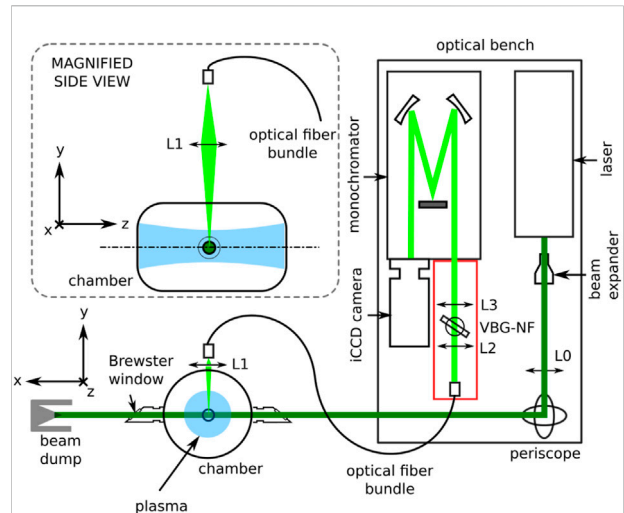 MAGNIFIED
SIDE VIEW
L1
optical fiber
bundle
y
x
z
chamber
optical bench
monochromator
laser
beam
expander
iCCD camera
L3
VBG-NF
L2
L0
periscope
y
x
z
Brewster
window
L1
beam
dump
chamber
plasma
optical fiber
bundle